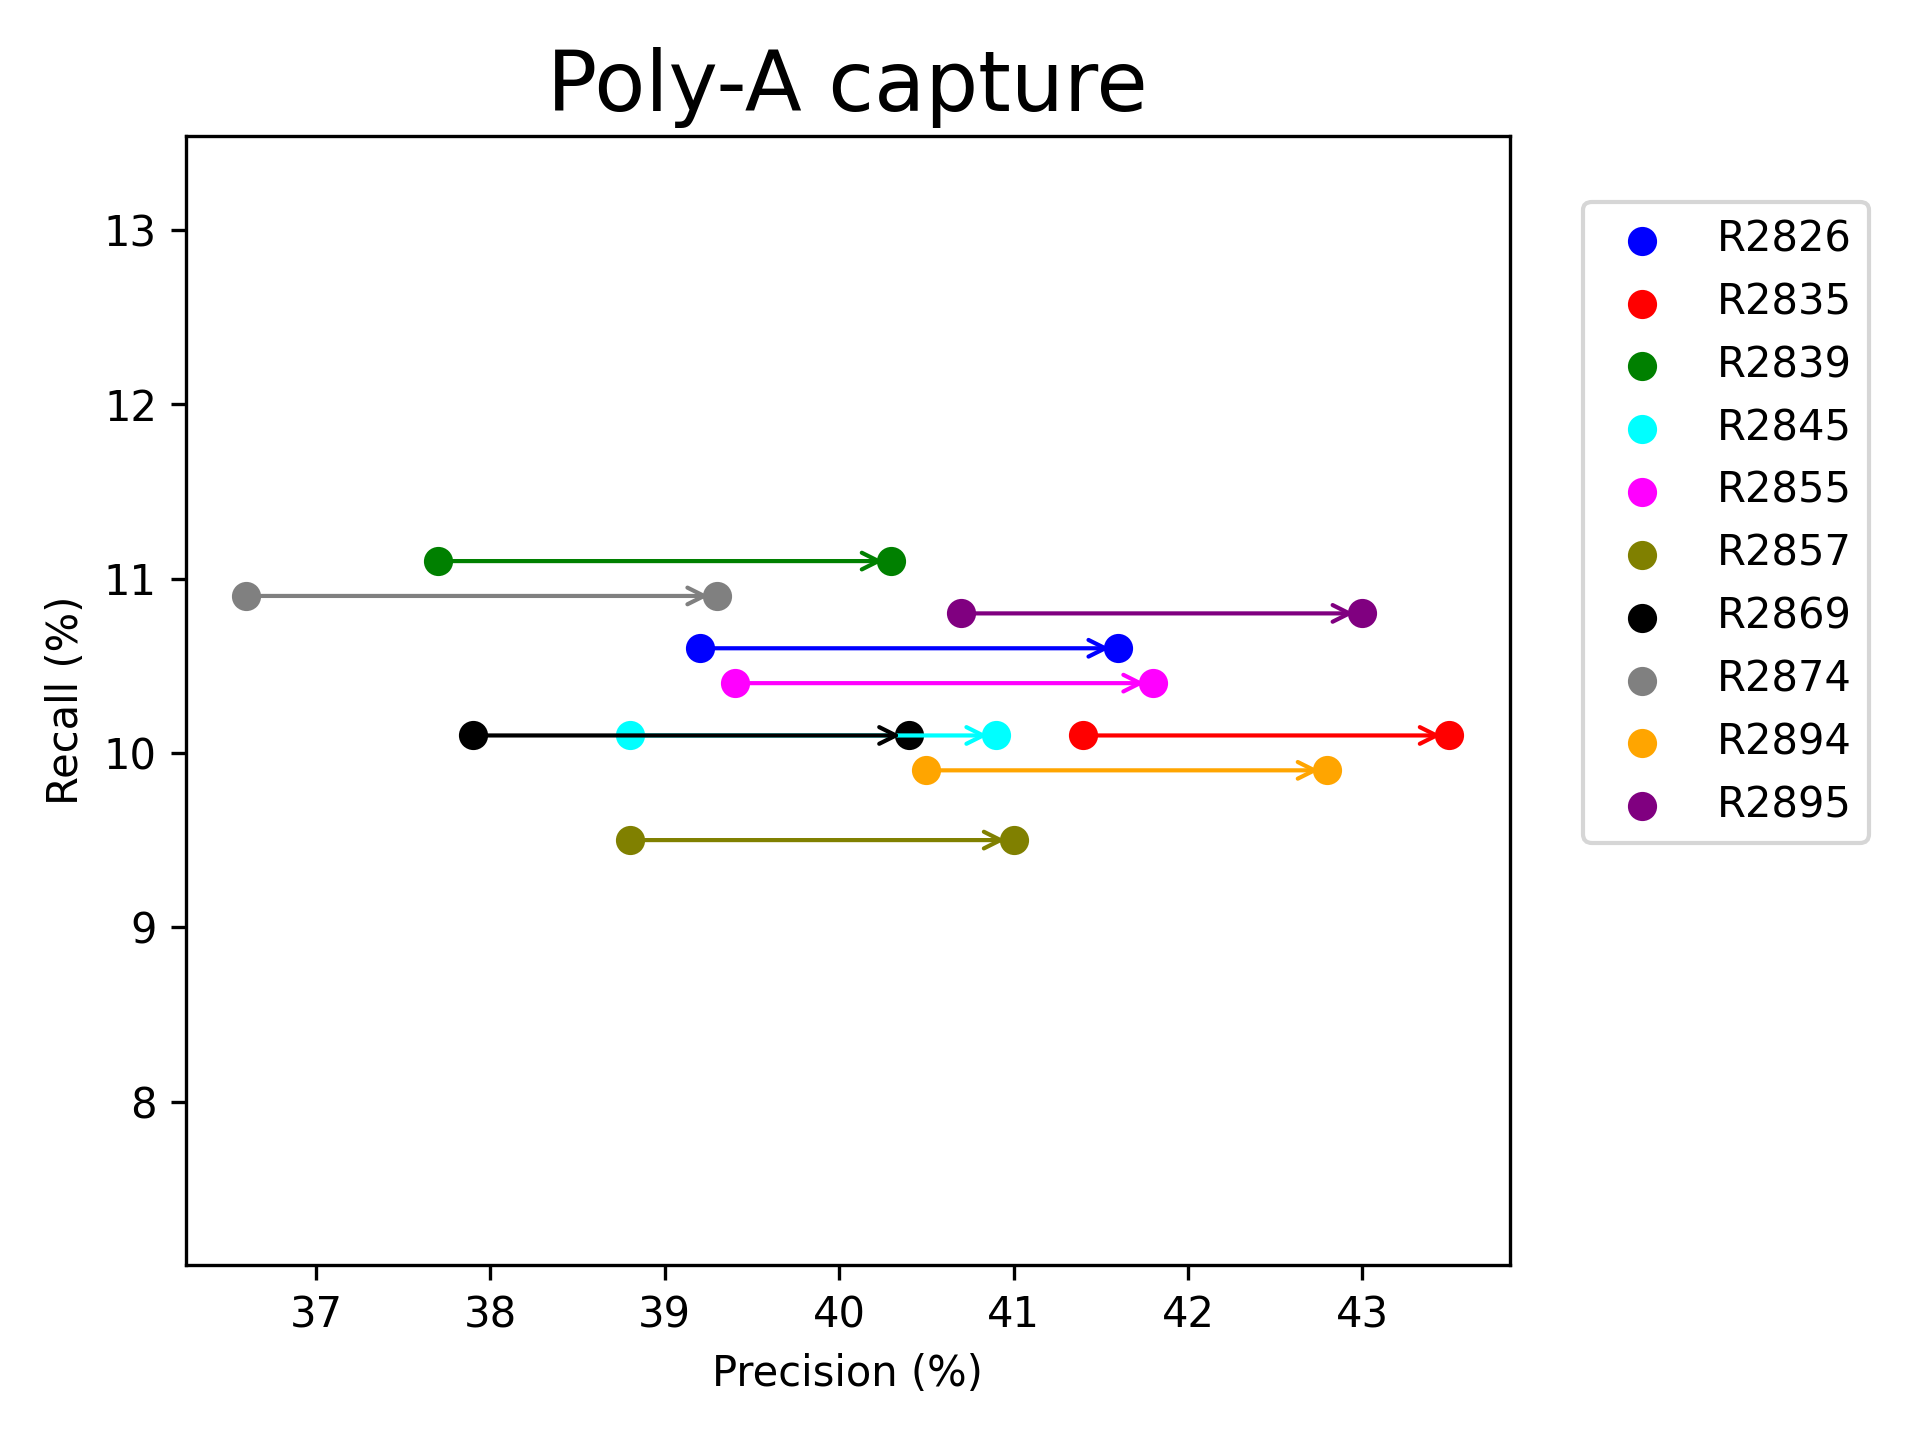 Poly-A capture
13
12
11
10
9
8
Recall (%)
37 38 39 40 41 42 43
Precision (%)
R2826
R2835
R2839
R2845
R2855
R2857
R2869
R2874
R2894
R2895